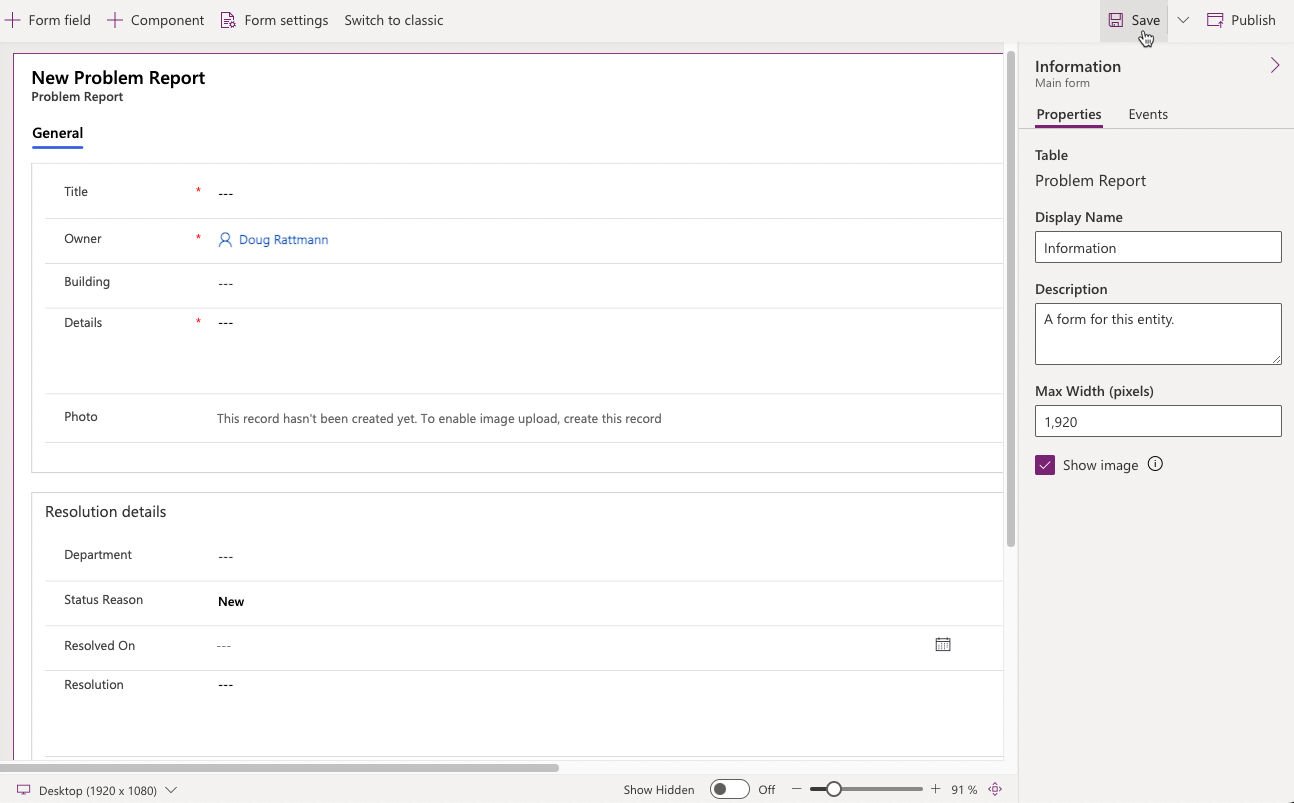 Form field Component Form settings Switch to classic Save Publish
New Problem Report
Problem Report
General
Title * ---
Owner * Doug Rattmann
Building ---
Details * ---
Photo This record hasn't been created yet. To enable image upload, create this record
Resolution details
Department ---
Status Reason New
Resolved On ---
Resolution ---
Desktop (1920 x 1080) Show Hidden Off 91 %
Information
Main form
Properties Events
Table
Problem Report
Display Name
Information
Description
A form for this entity.
Max Width (pixels)
1,920
Show image